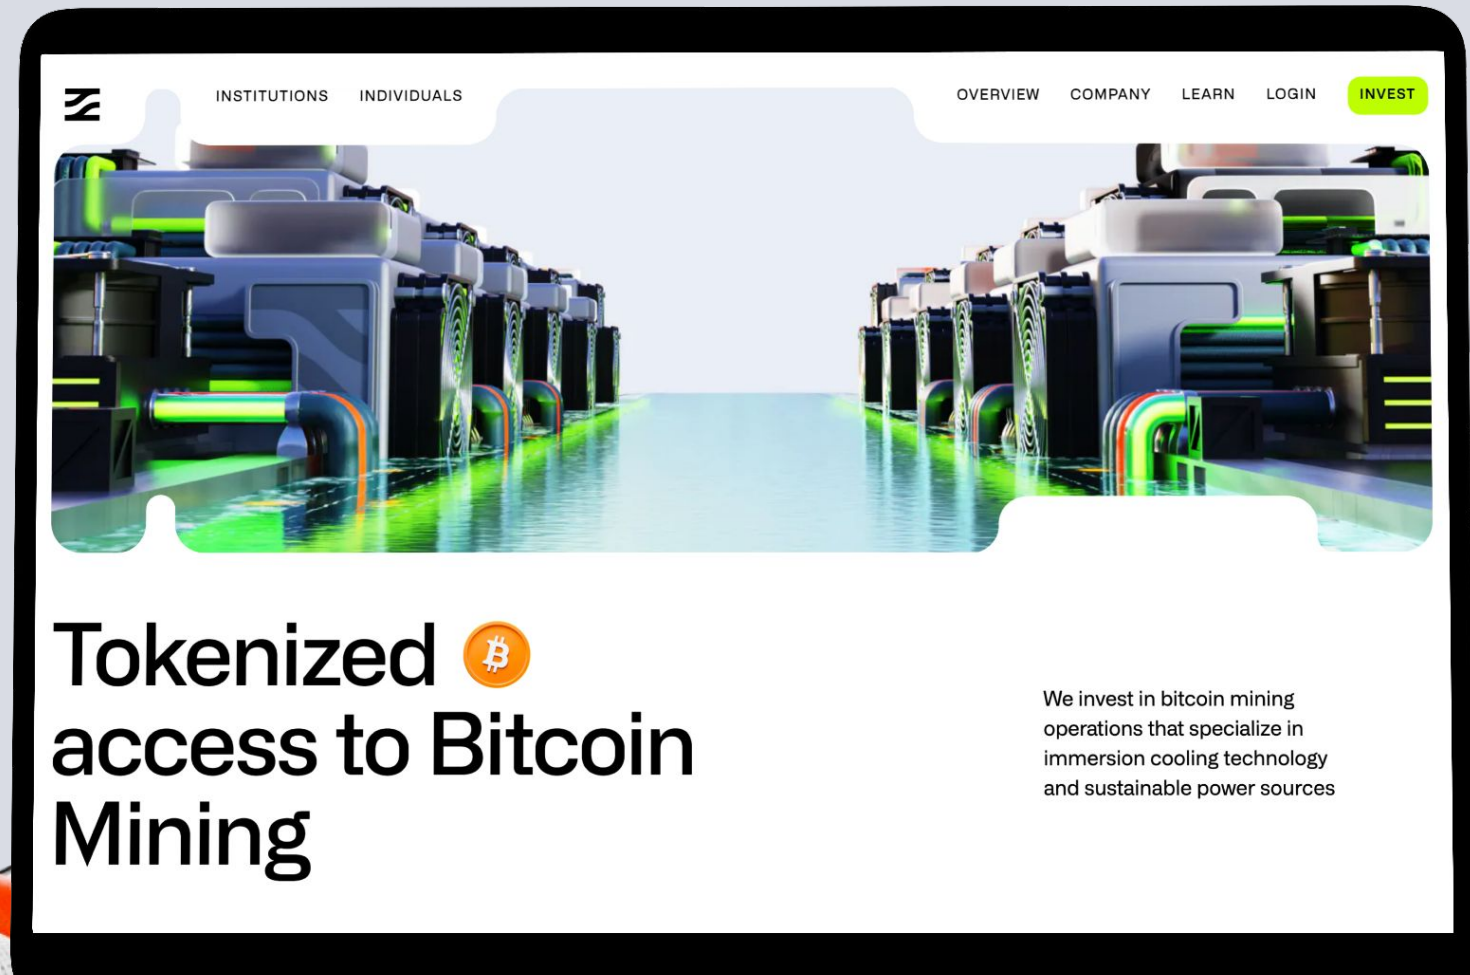 INSTITUTIONS INDIVIDUALS OVERVIEW COMPANY LEARN LOGIN INVEST
Tokenized
access to Bitcoin
Mining
We invest in bitcoin mining
operations that specialize in
immersion cooling technology
and sustainable power sources